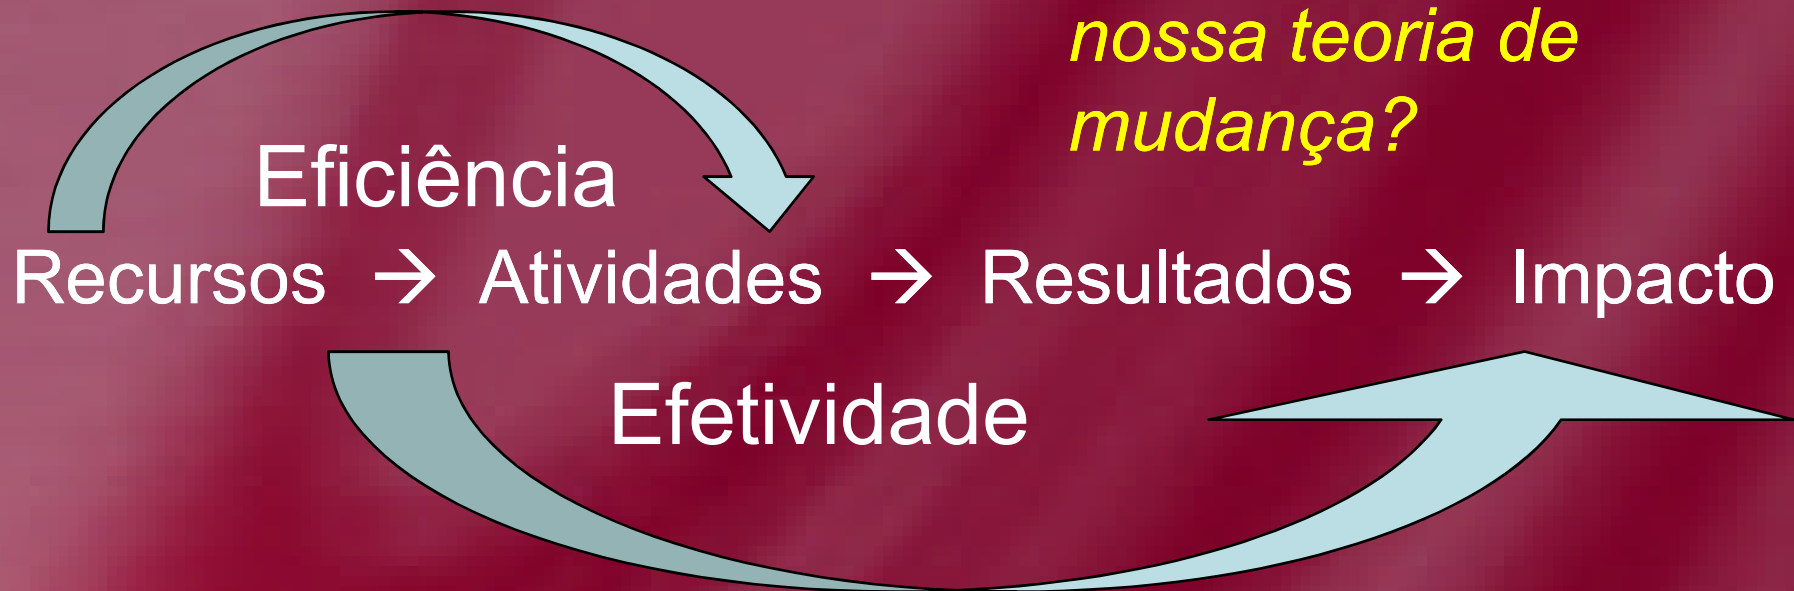 nossa teoria de
mudança?
Eficiência
Recursos → Atividades → Resultados → Impacto
Efetividade